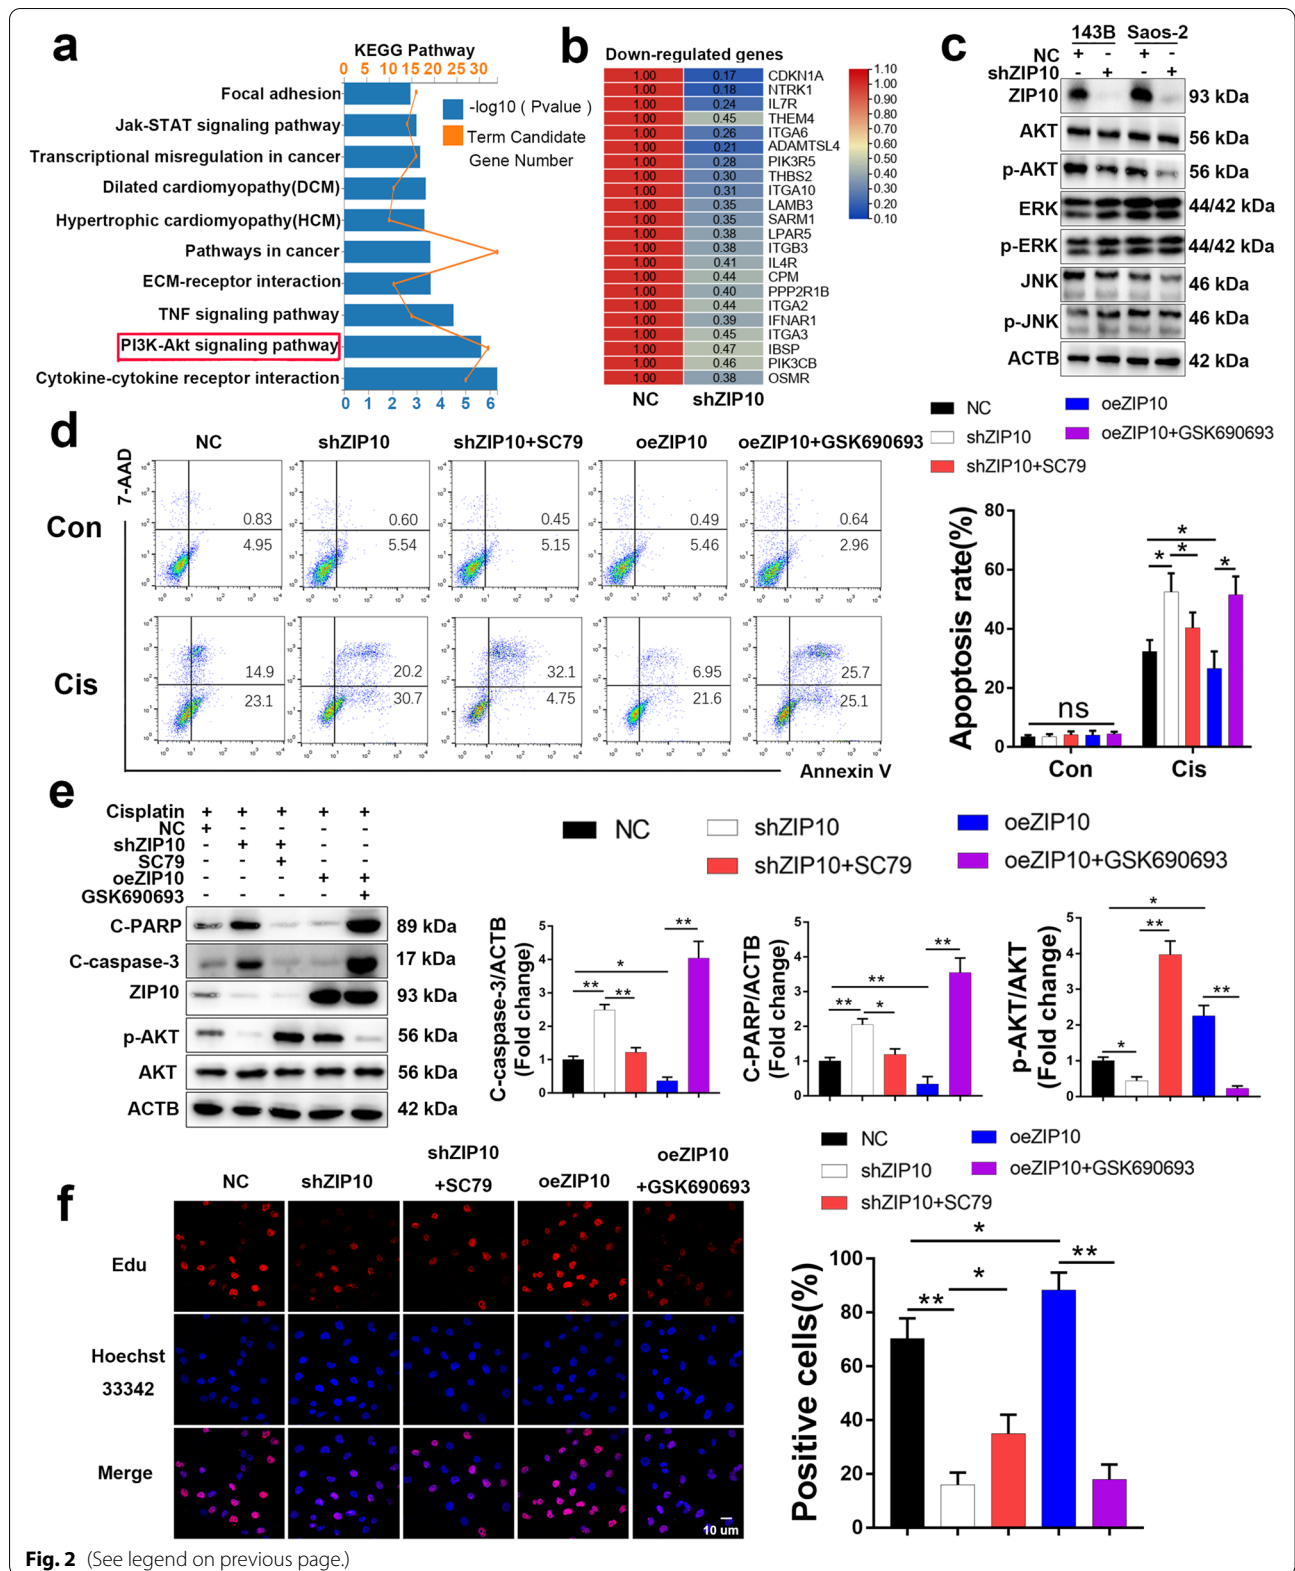 a
KEGG Pathway
0 5 10 15 20 25 30
Focal adhesion
Jak-STAT signaling pathway
Transcriptional misregulation in cancer
Dilated cardiomyopathy(DCM)
Hypertrophic cardiomyopathy(HCM)
Pathways in cancer
ECM-receptor interaction
TNF signaling pathway
PI3K-Akt signaling pathway
Cytokine-cytokine receptor interaction
0 1 2 3 4 5 6
-log10 ( Pvalue )
Term Candidate
Gene Number
b
Down-regulated genes
1.00 0.17 CDKN1A
1.00 0.18 NTRK1
1.00 0.24 IL7R
1.00 0.45 THEM4
1.00 0.26 ITGA6
1.00 0.21 ADAMTSL4
1.00 0.28 PIK3R5
1.00 0.30 THBS2
1.00 0.31 ITGA10
1.00 0.35 LAMB3
1.00 0.35 SARM1
1.00 0.38 LPAR5
1.00 0.38 ITGB3
1.00 0.41 IL4R
1.00 0.44 CPM
1.00 0.40 PPP2R1B
1.00 0.44 ITGA2
1.00 0.39 IFNAR1
1.00 0.45 ITGA3
1.00 0.47 IBSP
1.00 0.46 PIK3CB
1.00 0.38 OSMR
NC shZIP10
1.10
1.00
0.90
0.80
0.70
0.60
0.50
0.40
0.30
0.20
0.10
c
143B Saos-2
NC + - + -
shZIP10 - + - +
ZIP10 93 kDa
AKT 56 kDa
p-AKT 56 kDa
ERK 44/42 kDa
p-ERK 44/42 kDa
JNK 46 kDa
p-JNK 46 kDa
ACTB 42 kDa
d
NC shZIP10 shZIP10+SC79 oeZIP10 oeZIP10+GSK690693
7-AAD
Con
0.83 0.60 0.45 0.49 0.64
4.95 5.54 5.15 5.46 2.96
Cis
14.9 20.2 32.1 6.95 25.7
23.1 30.7 4.75 21.6 25.1
Annexin V
NC
shZIP10
shZIP10+SC79
oeZIP10
oeZIP10+GSK690693
Apoptosis rate(%)
80
60
40
20
0
ns
*
* *
*
Con Cis
e
Cisplatin + + + + +
NC + - - - -
shZIP10 - + + - -
SC79 - - + - -
oeZIP10 - - - + +
GSK690693 - - - - +
C-PARP 89 kDa
C-caspase-3 17 kDa
ZIP10 93 kDa
p-AKT 56 kDa
AKT 56 kDa
ACTB 42 kDa
NC
shZIP10
shZIP10+SC79
oeZIP10
oeZIP10+GSK690693
C-caspase-3/ACTB
(Fold change)
5
4
3
2
1
0
**
*
** **
C-PARP/ACTB
(Fold change)
5
4
3
2
1
0
**
**
** *
p-AKT/AKT
(Fold change)
5
4
3
2
1
0
*
**
**
*
f
NC shZIP10 shZIP10
+SC79 oeZIP10 oeZIP10
+GSK690693
Edu
Hoechst
33342
Merge
10 um
NC
shZIP10
shZIP10+SC79
oeZIP10
oeZIP10+GSK690693
Positive cells(%)
100
80
60
40
20
0
*
**
*
**
Fig. 2 (See legend on previous page.)